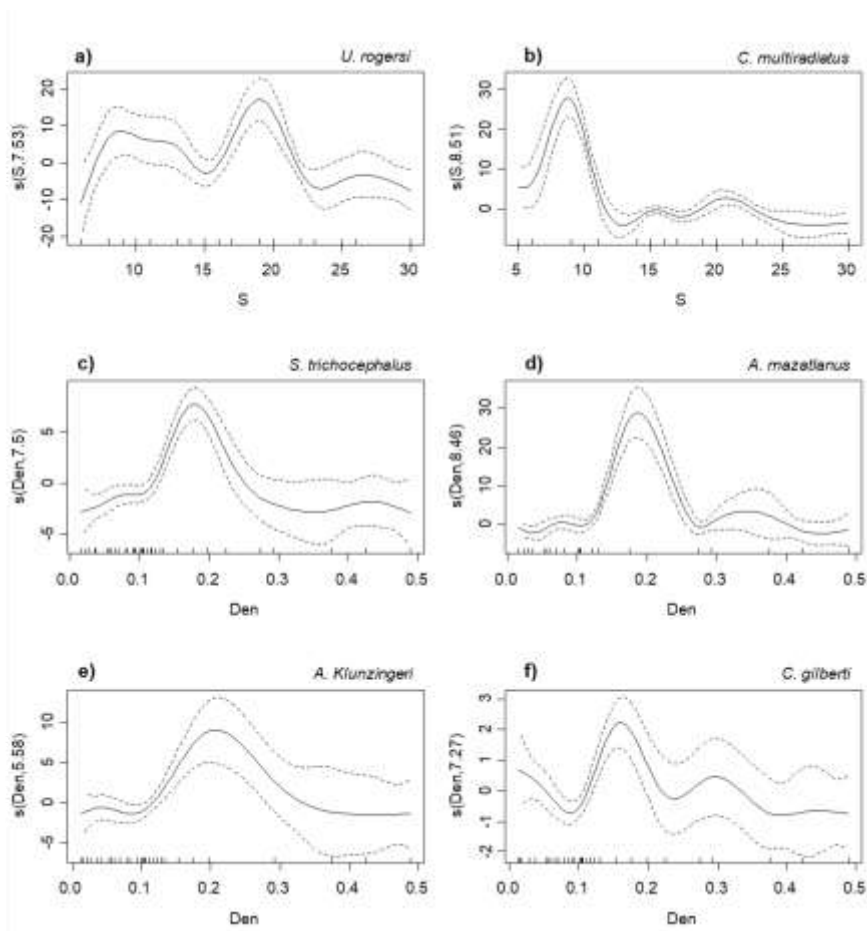 a) U. rogersi
b) C. multiradiatus
s(S,7.53)
-20 -10 0 10 20
10 15 20 25 30
S
s(S,8.51)
0 10 20 30
5 10 15 20 25 30
S
c) S. trichocephalus
d) A. mazatlanus
s(Den,7.5)
-5 0 5
0.0 0.1 0.2 0.3 0.4 0.5
Den
s(Den,8.46)
0 10 20 30
0.0 0.1 0.2 0.3 0.4 0.5
Den
e) A. Klunzingeri
f) C. gilberti
s(Den,5.58)
-5 0 5 10
0.0 0.1 0.2 0.3 0.4 0.5
Den
s(Den,7.27)
-2 -1 0 1 2 3
0.0 0.1 0.2 0.3 0.4 0.5
Den